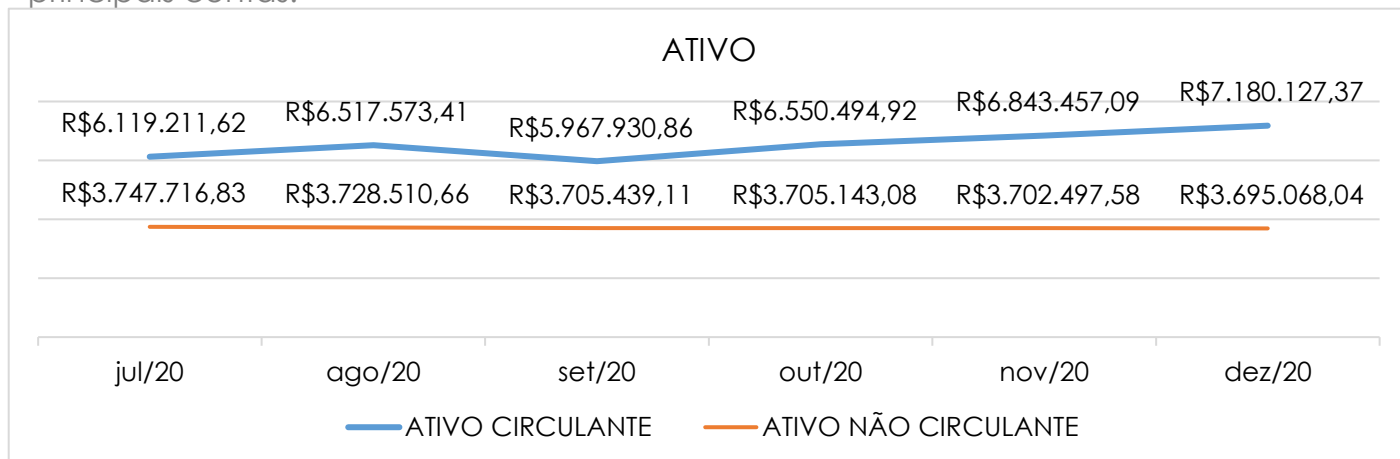 principais contas:
ATIVO
R$6.119.211,62 R$6.517.573,41 R$5.967.930,86 R$6.550.494,92 R$6.843.457,09 R$7.180.127,37
R$3.747.716,83 R$3.728.510,66 R$3.705.439,11 R$3.705.143,08 R$3.702.497,58 R$3.695.068,04
jul/20 ago/20 set/20 out/20 nov/20 dez/20
ATIVO CIRCULANTE ATIVO NÃO CIRCULANTE